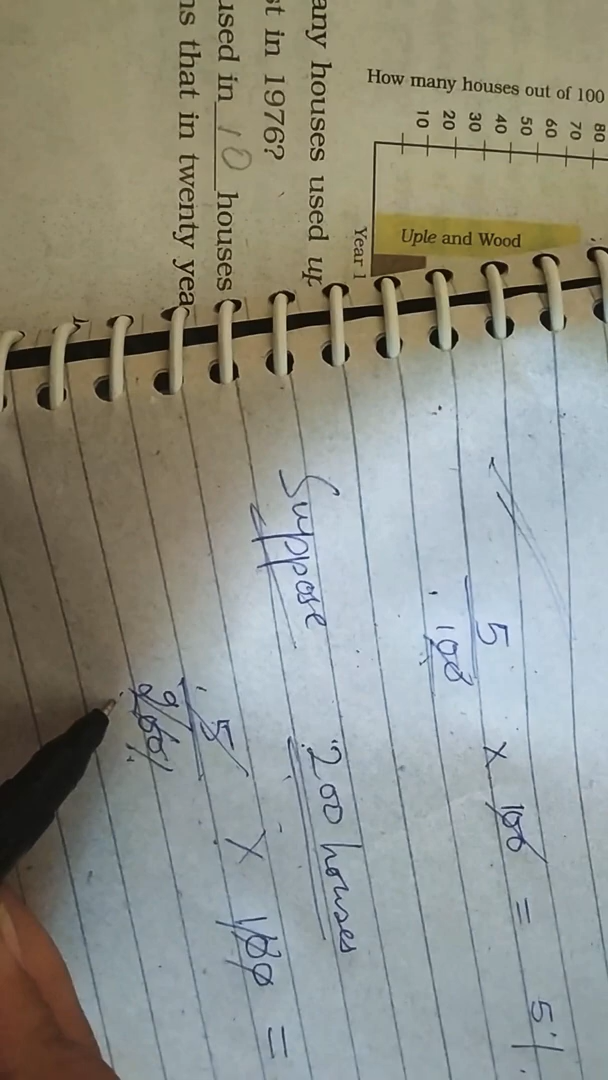 How many houses out of 100
80
70
60
50
40
30
20
10
Uple and Wood
Year 1
any houses used up
t in 1976?
used in 10 houses
s that in twenty yea
5 / 100 × 100 = 5%
Suppose 200 houses
5 / 200 × 100 =